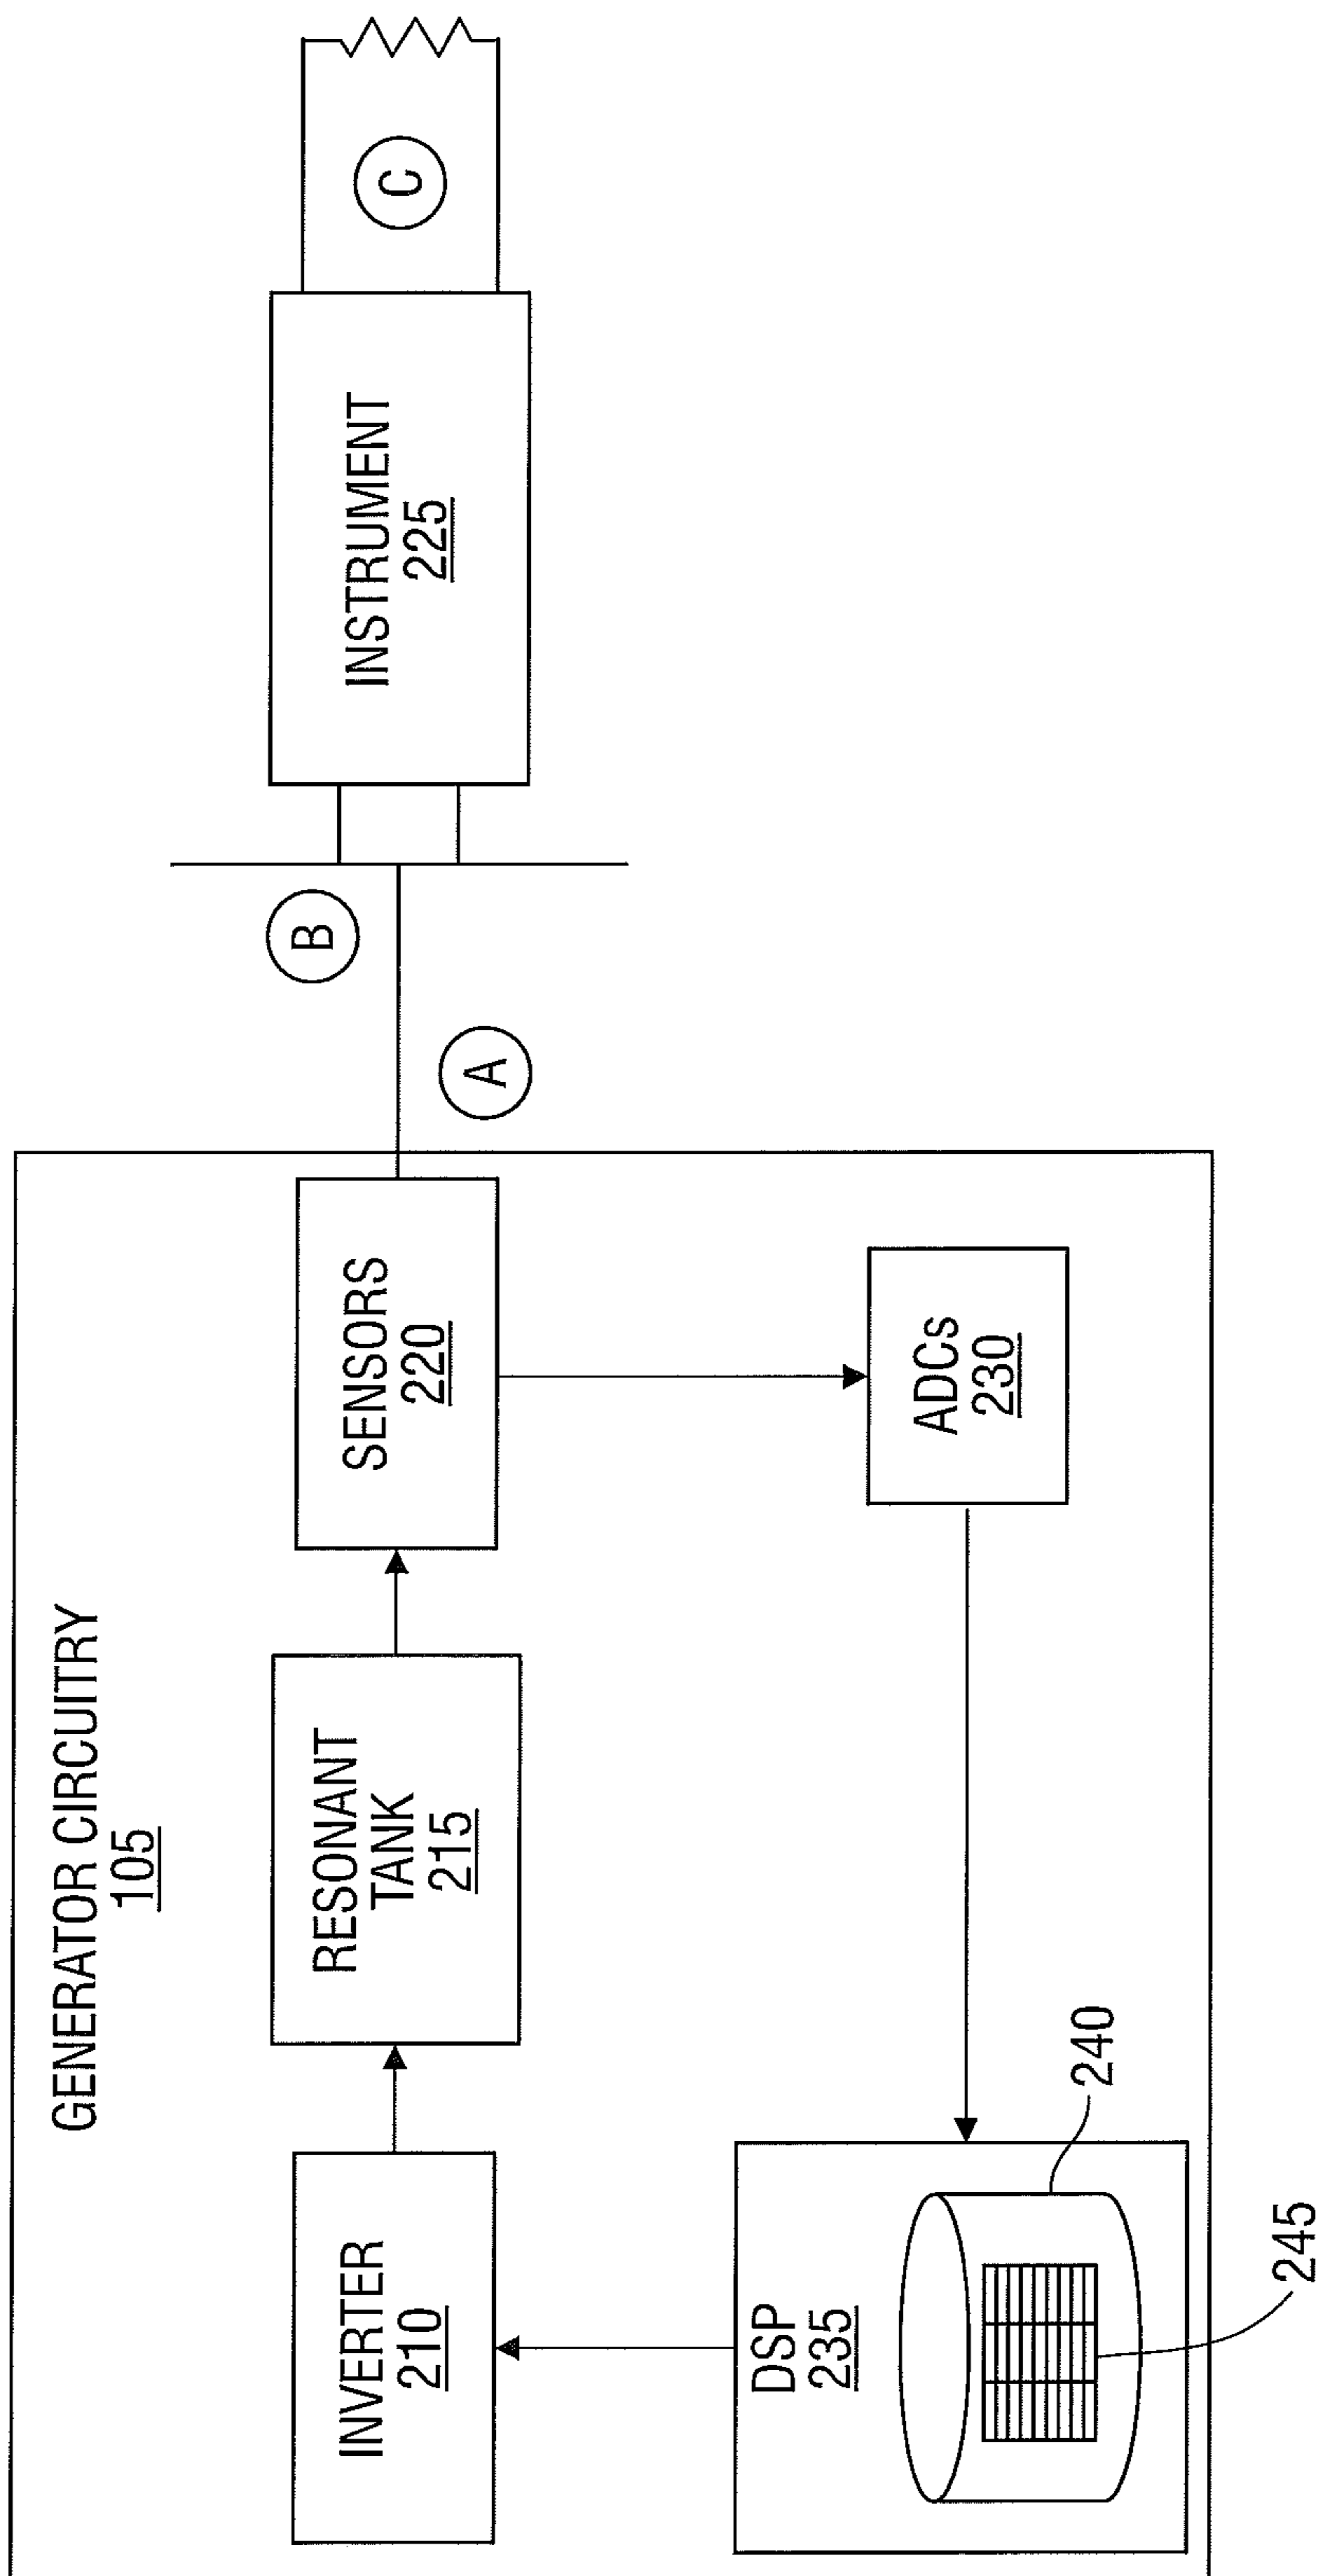 GENERATOR CIRCUITRY
105
INVERTER
210
RESONANT
TANK
215
SENSORS
220
A
B
INSTRUMENT
225
C
DSP
235
ADCs
230
240
245